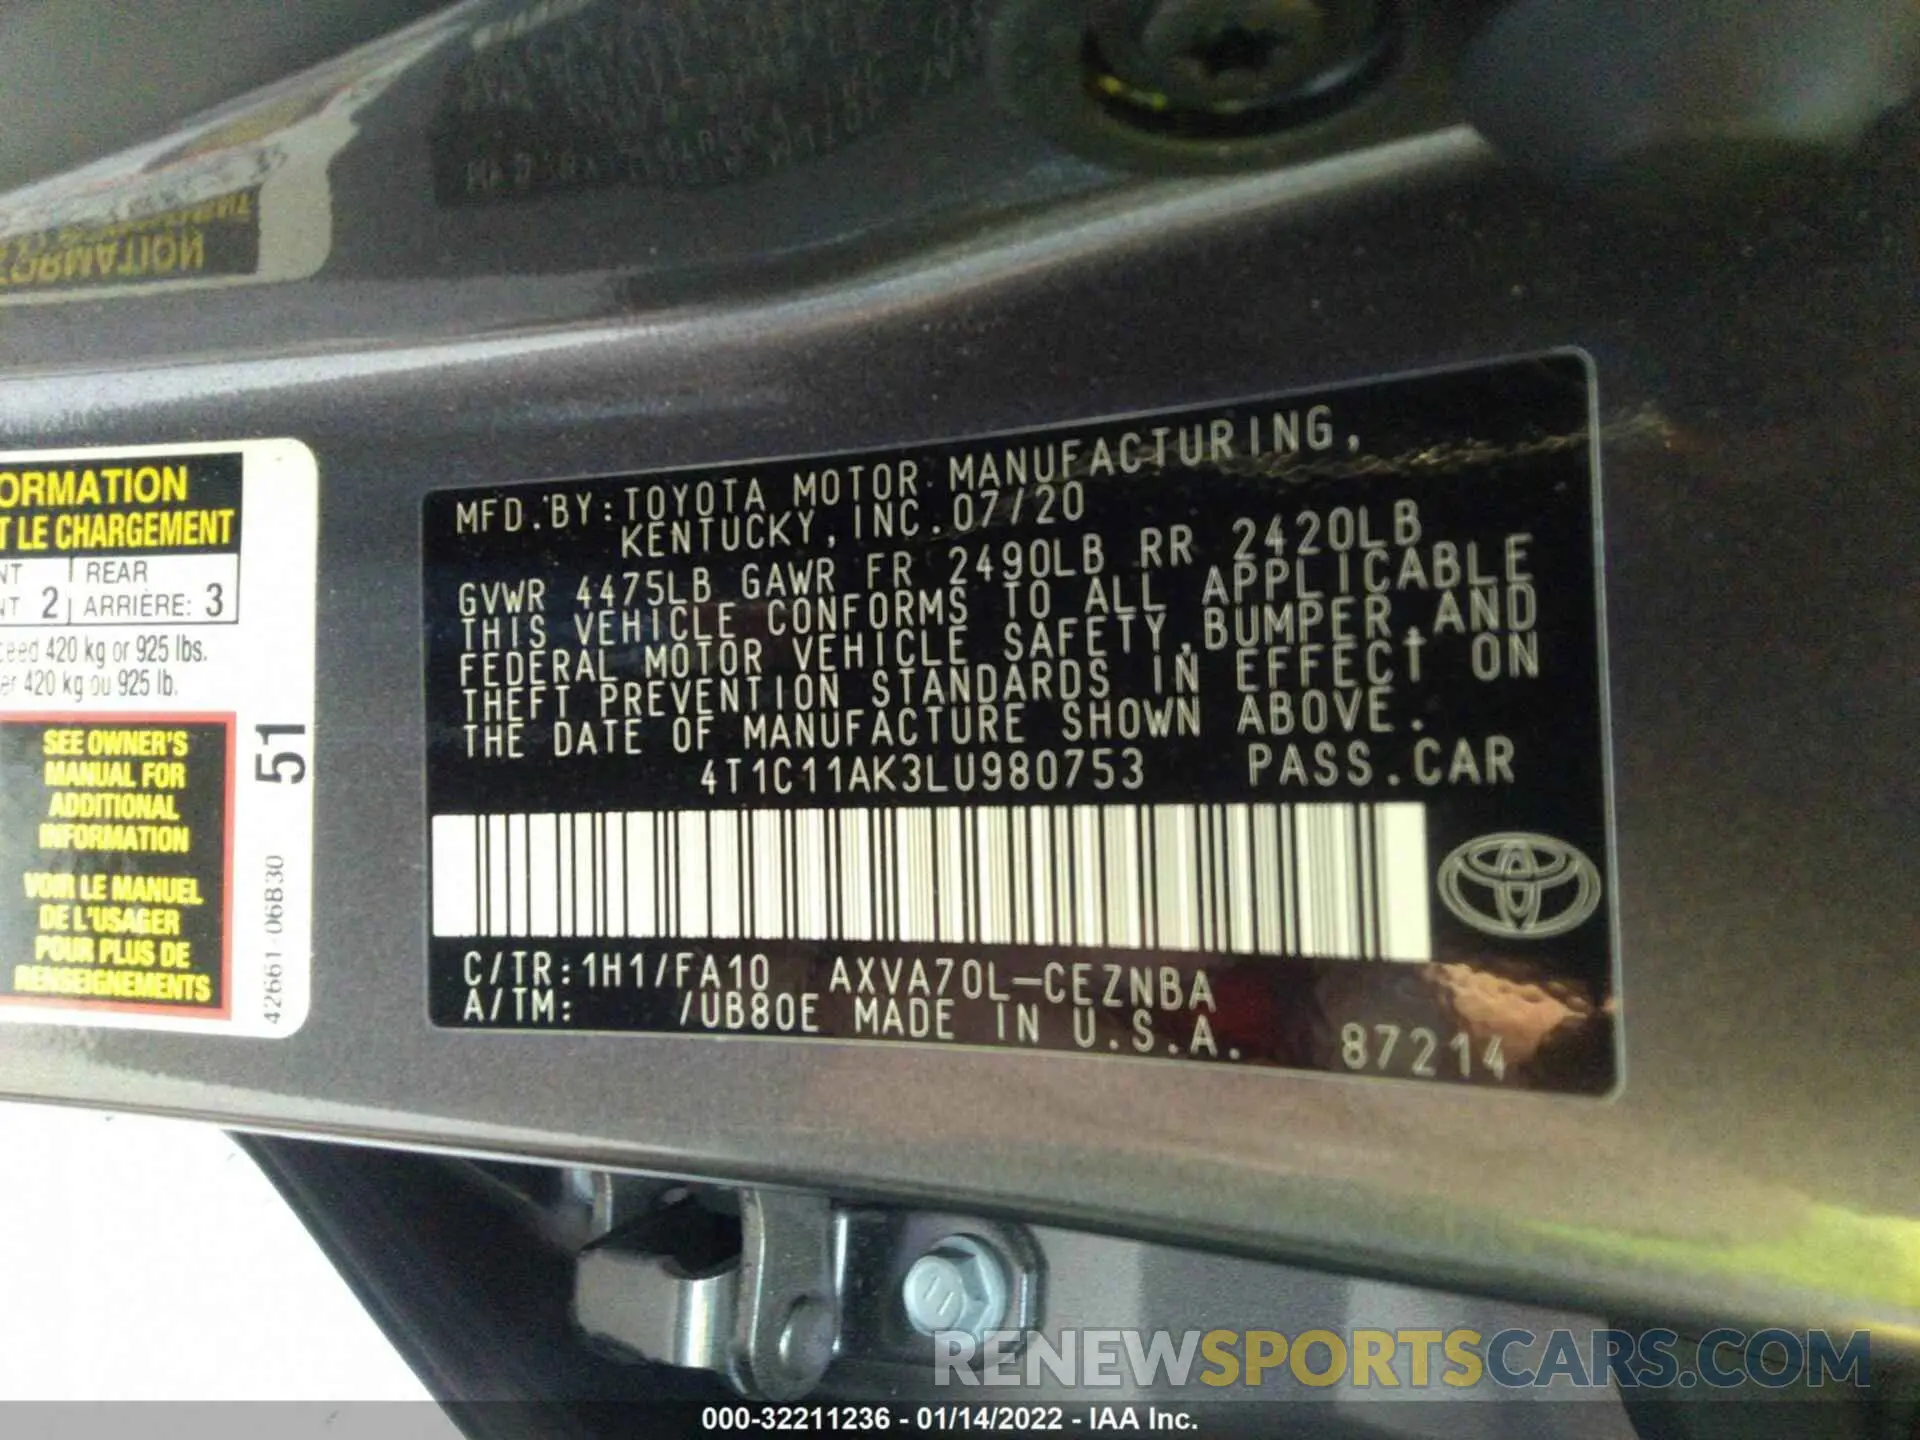 ORMATION
T LE CHARGEMENT
NT 2 REAR
NT ARRIÈRE: 3
ceed 420 kg or 925 lbs.
er 420 kg ou 925 lb.
SEE OWNER'S
MANUAL FOR
ADDITIONAL
INFORMATION
VOIR LE MANUEL
DE L'USAGER
POUR PLUS DE
RENSEIGNEMENTS
51
42661-06B30
MFD. BY: TOYOTA MOTOR MANUFACTURING,
KENTUCKY, INC. 07/20
GVWR 4475LB GAWR FR 2490LB RR 2420LB
THIS VEHICLE CONFORMS TO ALL APPLICABLE
FEDERAL MOTOR VEHICLE SAFETY, BUMPER, AND
THEFT PREVENTION STANDARDS IN EFFECT ON
THE DATE OF MANUFACTURE SHOWN ABOVE.
4T1C11AK3LU980753 PASS. CAR
C/TR: 1H1/FA10 AXVA70L-CEZNBA
A/TM: /UB80E MADE IN U.S.A.
87214
RENEWSPORTSCARS.COM
000-32211236 - 01/14/2022 - IAA Inc.